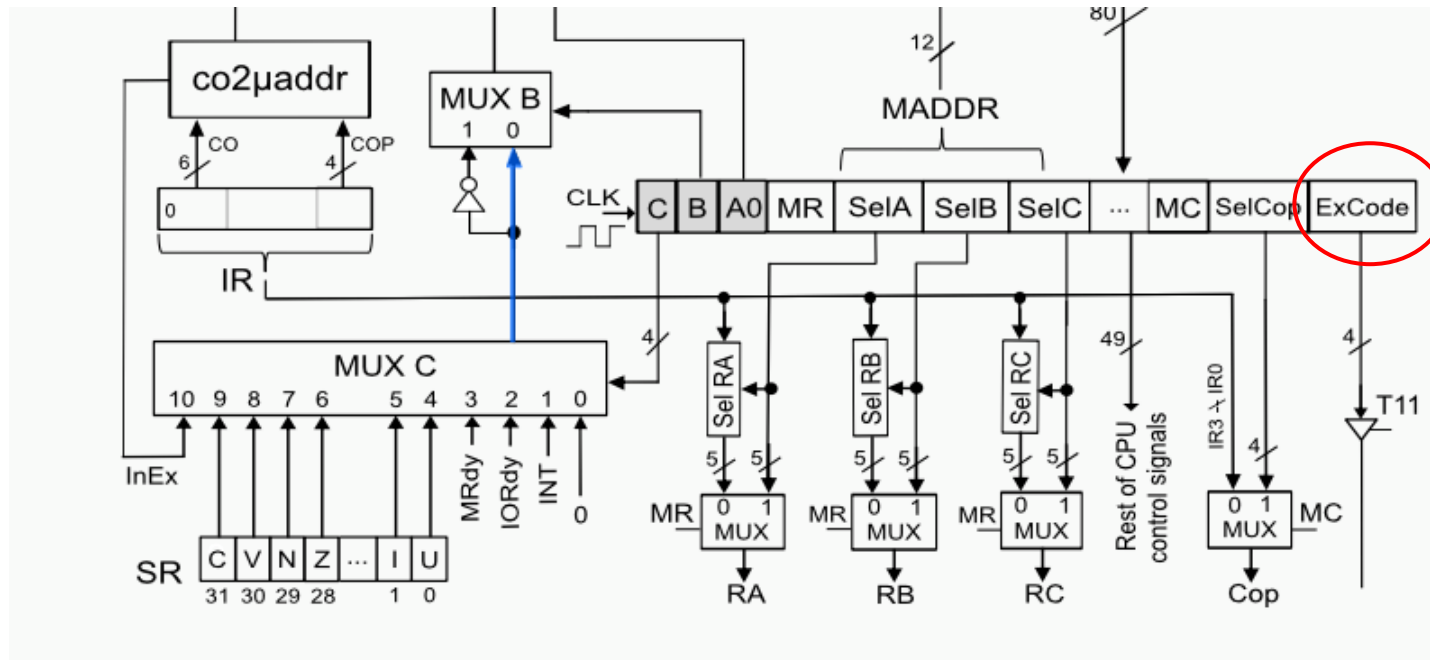 80
12
co2µaddr
MUX B
1 0
MADDR
CO
COP
6
4
CLK
C B A0 MR SelA SelB SelC ... MC SelCop ExCode
0
IR
4
49
4
MUX C
10 9 8 7 6 5 4 3 2 1 0
Sel RA
Sel RB
Sel RC
IR3 ÷ IR0
T11
InEx
MRdy
IORdy
INT
0
5 5 5 5 5 5
4
Rest of CPU
control signals
MR 0 1 MUX
MR 0 1 MUX
MR 0 1 MUX
0 1 MUX MC
SR C V N Z ... I U
31 30 29 28 1 0
RA RB RC Cop